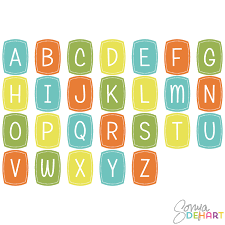 A B C D E F G
H I J K L M N
O P Q R S T U
V W X Y Z
Sonya
DEHART